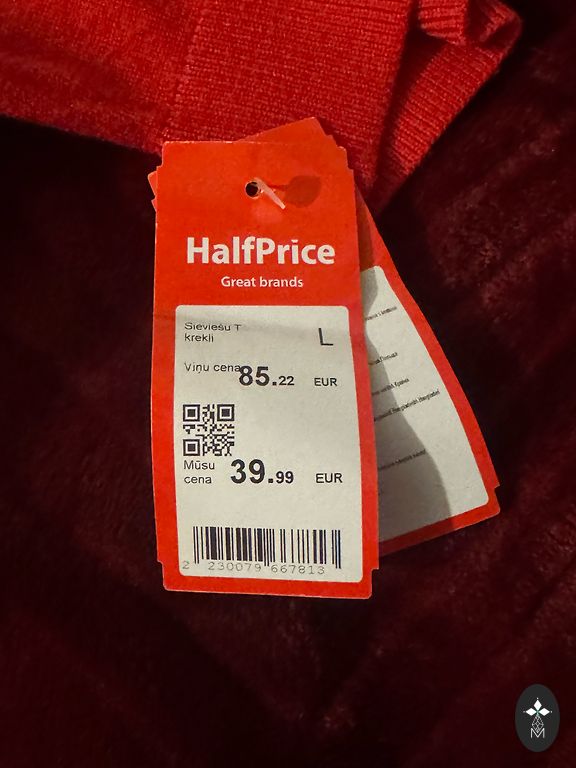 HalfPrice
Great brands
Sieviešu T
krekli
L
Viņu cena 85.22 EUR
Mūsu
cena 39.99 EUR
2 230079 667813
M